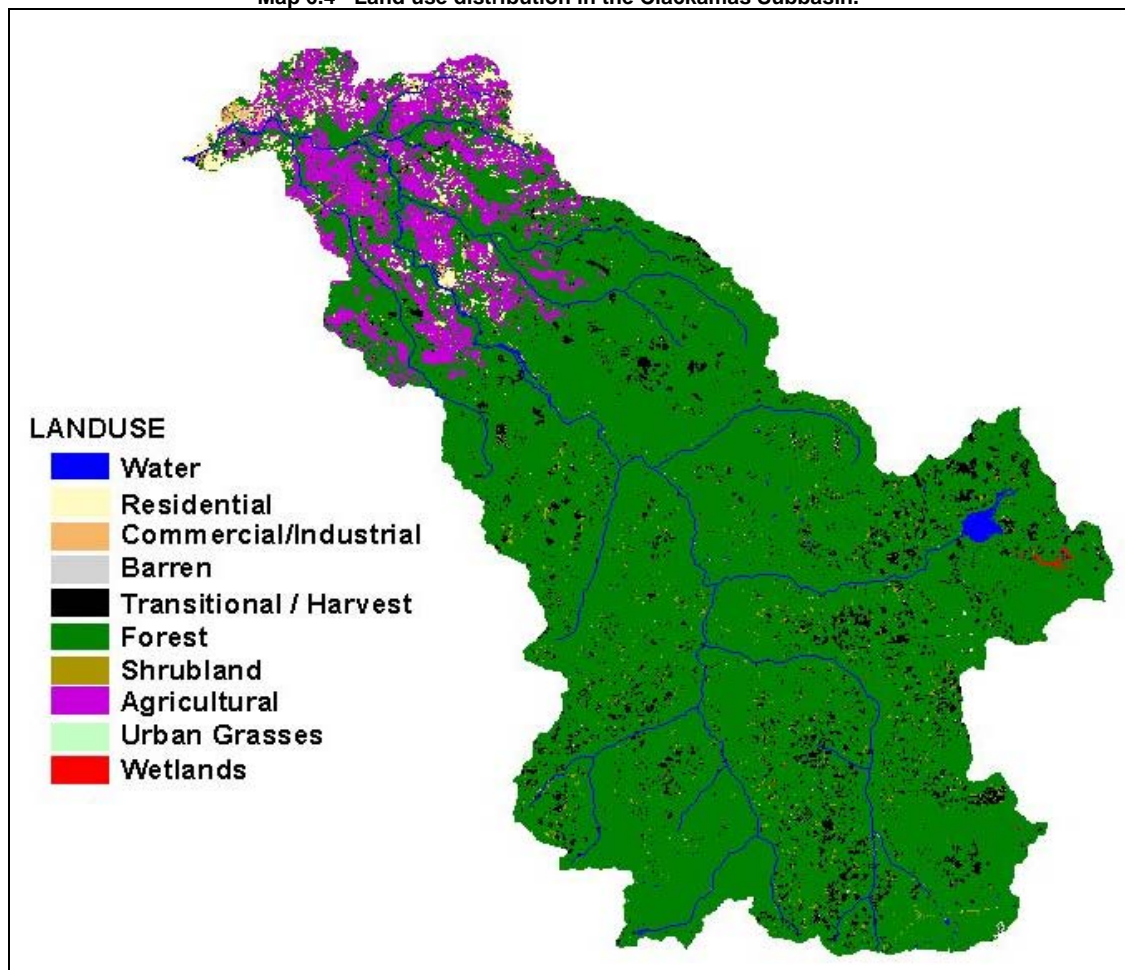 Map 6.4 Land use distribution in the Clackamas Subbasin.
LANDUSE
Water
Residential
Commercial/Industrial
Barren
Transitional / Harvest
Forest
Shrubland
Agricultural
Urban Grasses
Wetlands